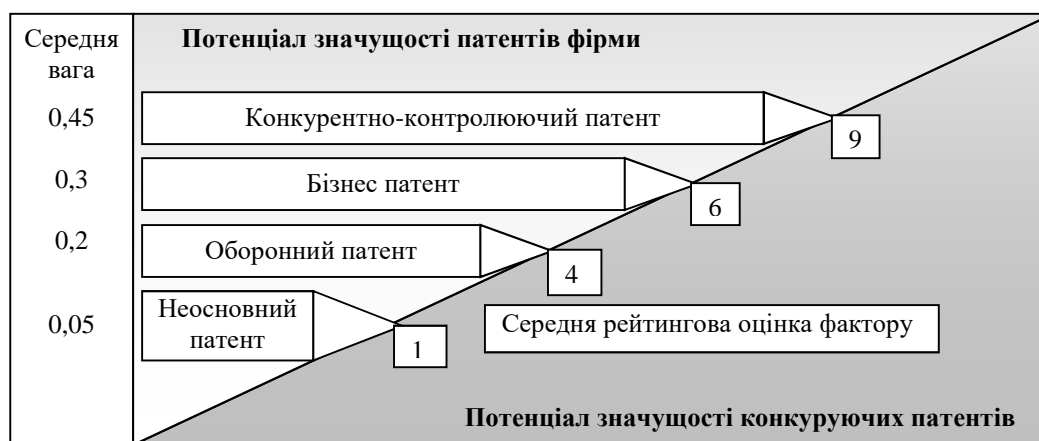 Середня
вага
Потенціал значущості патентів фірми
0,45
Конкурентно-контролюючий патент
9
0,3
Бізнес патент
6
0,2
Оборонний патент
4
0,05
Неосновний
патент
1
Середня рейтингова оцінка фактору
Потенціал значущості конкуруючих патентів